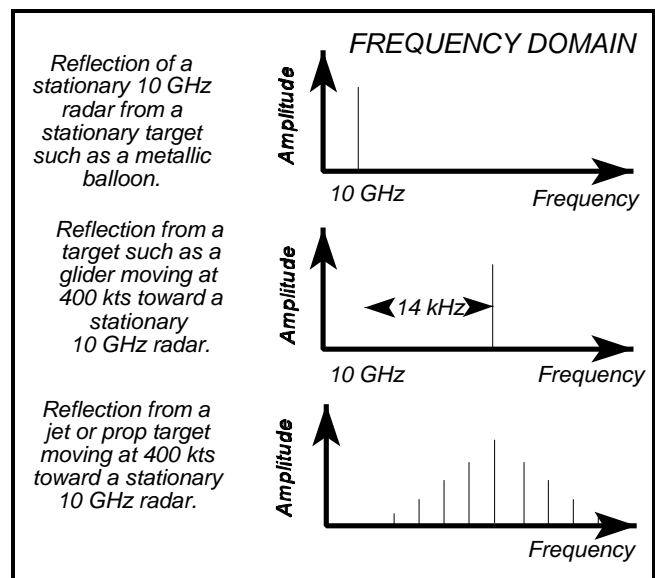 FREQUENCY DOMAIN
Reflection of a
stationary 10 GHz
radar from a
stationary target
such as a metallic
balloon.
Amplitude
10 GHz
Frequency
Reflection from a
target such as a
glider moving at
400 kts toward a
stationary
10 GHz radar.
Amplitude
14 kHz
10 GHz
Frequency
Reflection from a
jet or prop target
moving at 400 kts
toward a stationary
10 GHz radar.
Amplitude
Frequency